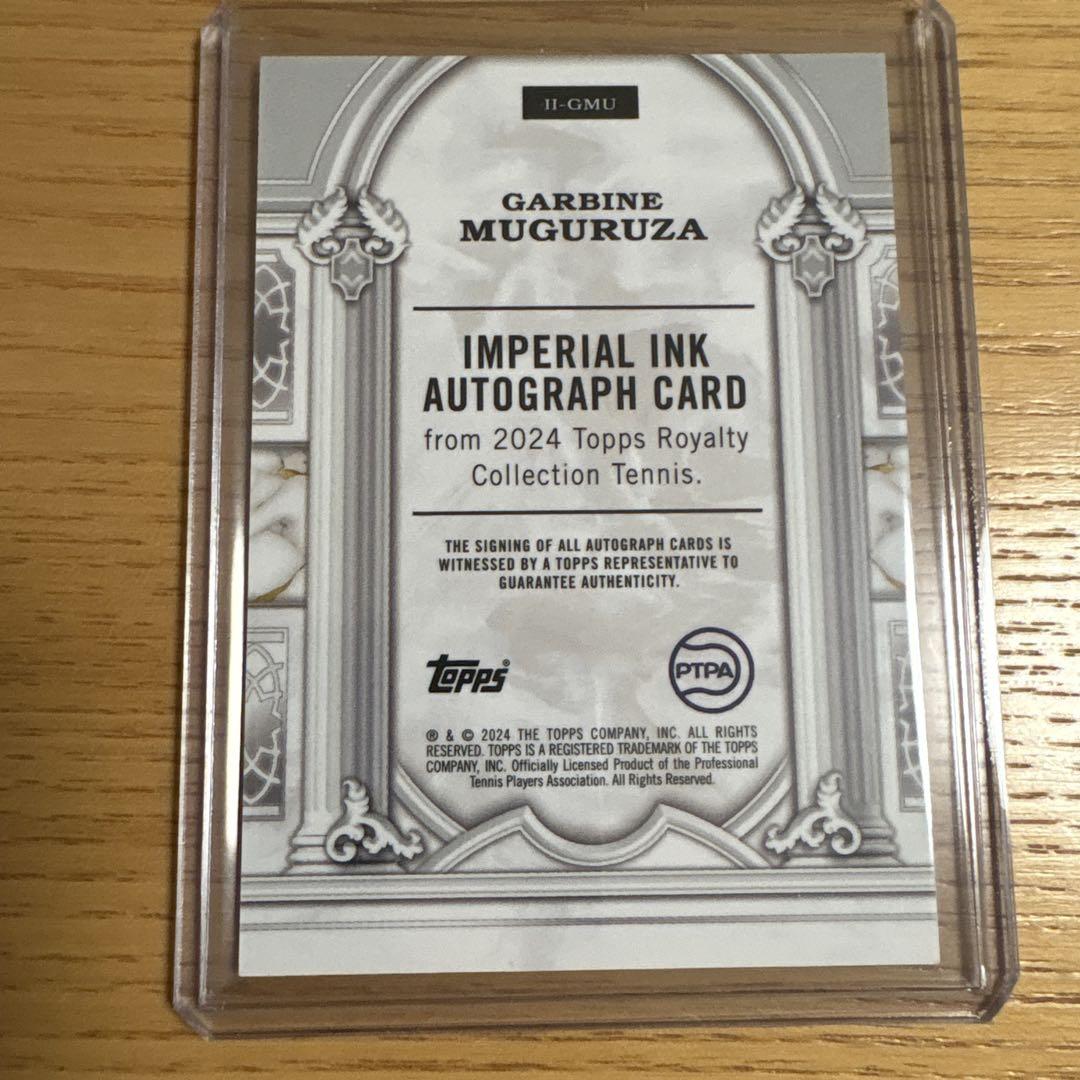 II-GMU
GARBINE
MUGURUZA
IMPERIAL INK
AUTOGRAPH CARD
from 2024 Topps Royalty
Collection Tennis.
THE SIGNING OF ALL AUTOGRAPH CARDS IS
WITNESSED BY A TOPPS REPRESENTATIVE TO
GUARANTEE AUTHENTICITY.
topps®
PTPA
® & © 2024 THE TOPPS COMPANY, INC. ALL RIGHTS
RESERVED. TOPPS IS A REGISTERED TRADEMARK OF THE TOPPS
COMPANY, INC. Officially Licensed Product of the Professional
Tennis Players Association. All Rights Reserved.